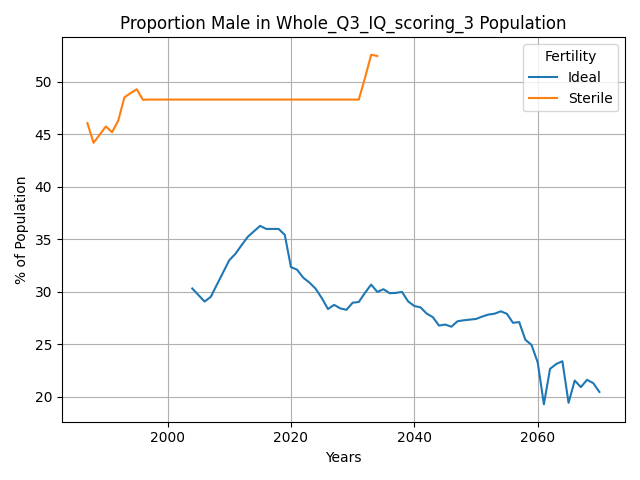 Proportion Male in Whole_Q3_IQ_scoring_3 Population
Fertility
Ideal
Sterile
% of Population
50
45
40
35
30
25
20
2000
2020
2040
2060
Years